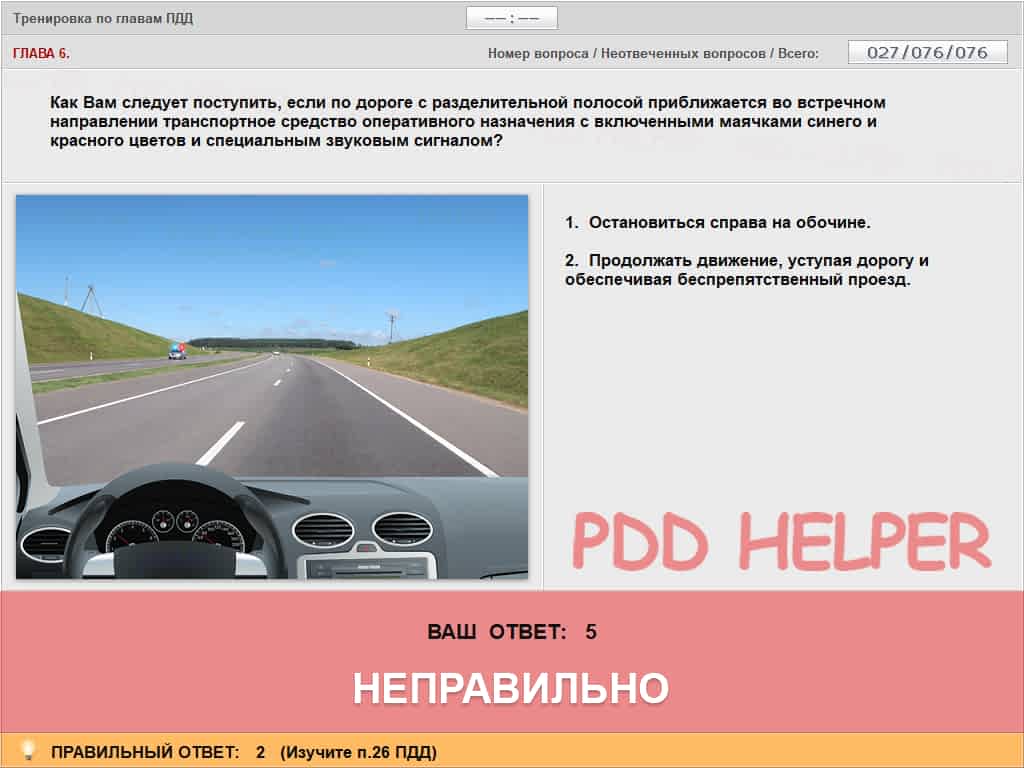 Тренировка по главам ПДД
—— : ——
ГЛАВА 6.
Номер вопроса / Неотвеченных вопросов / Всего:
027/076/076
Как Вам следует поступить, если по дороге с разделительной полосой приближается во встречном
направлении транспортное средство оперативного назначения с включенными маячками синего и
красного цветов и специальным звуковым сигналом?
1. Остановиться справа на обочине.
2. Продолжать движение, уступая дорогу и
обеспечивая беспрепятственный проезд.
PDD HELPER
ВАШ ОТВЕТ: 5
НЕПРАВИЛЬНО
ПРАВИЛЬНЫЙ ОТВЕТ: 2 (Изучите п.26 ПДД)